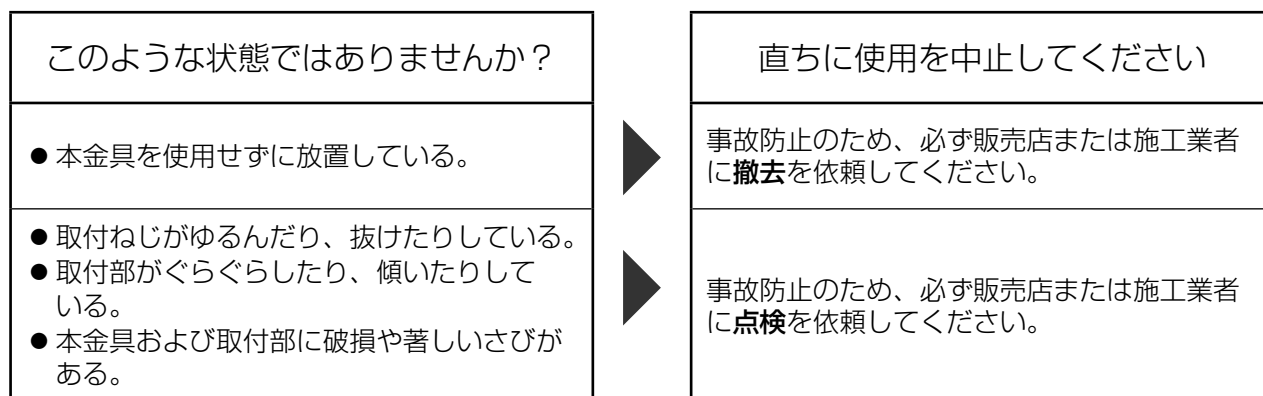 このような状態ではありませんか？
直ちに使用を中止してください
●本金具を使用せずに放置している。
事故防止のため、必ず販売店または施工業者
に撤去を依頼してください。
●取付ねじがゆるんだり、抜けたりしている。
●取付部がぐらぐらしたり、傾いたりして
いる。
●本金具および取付部に破損や著しいさびが
ある。
事故防止のため、必ず販売店または施工業者
に点検を依頼してください。